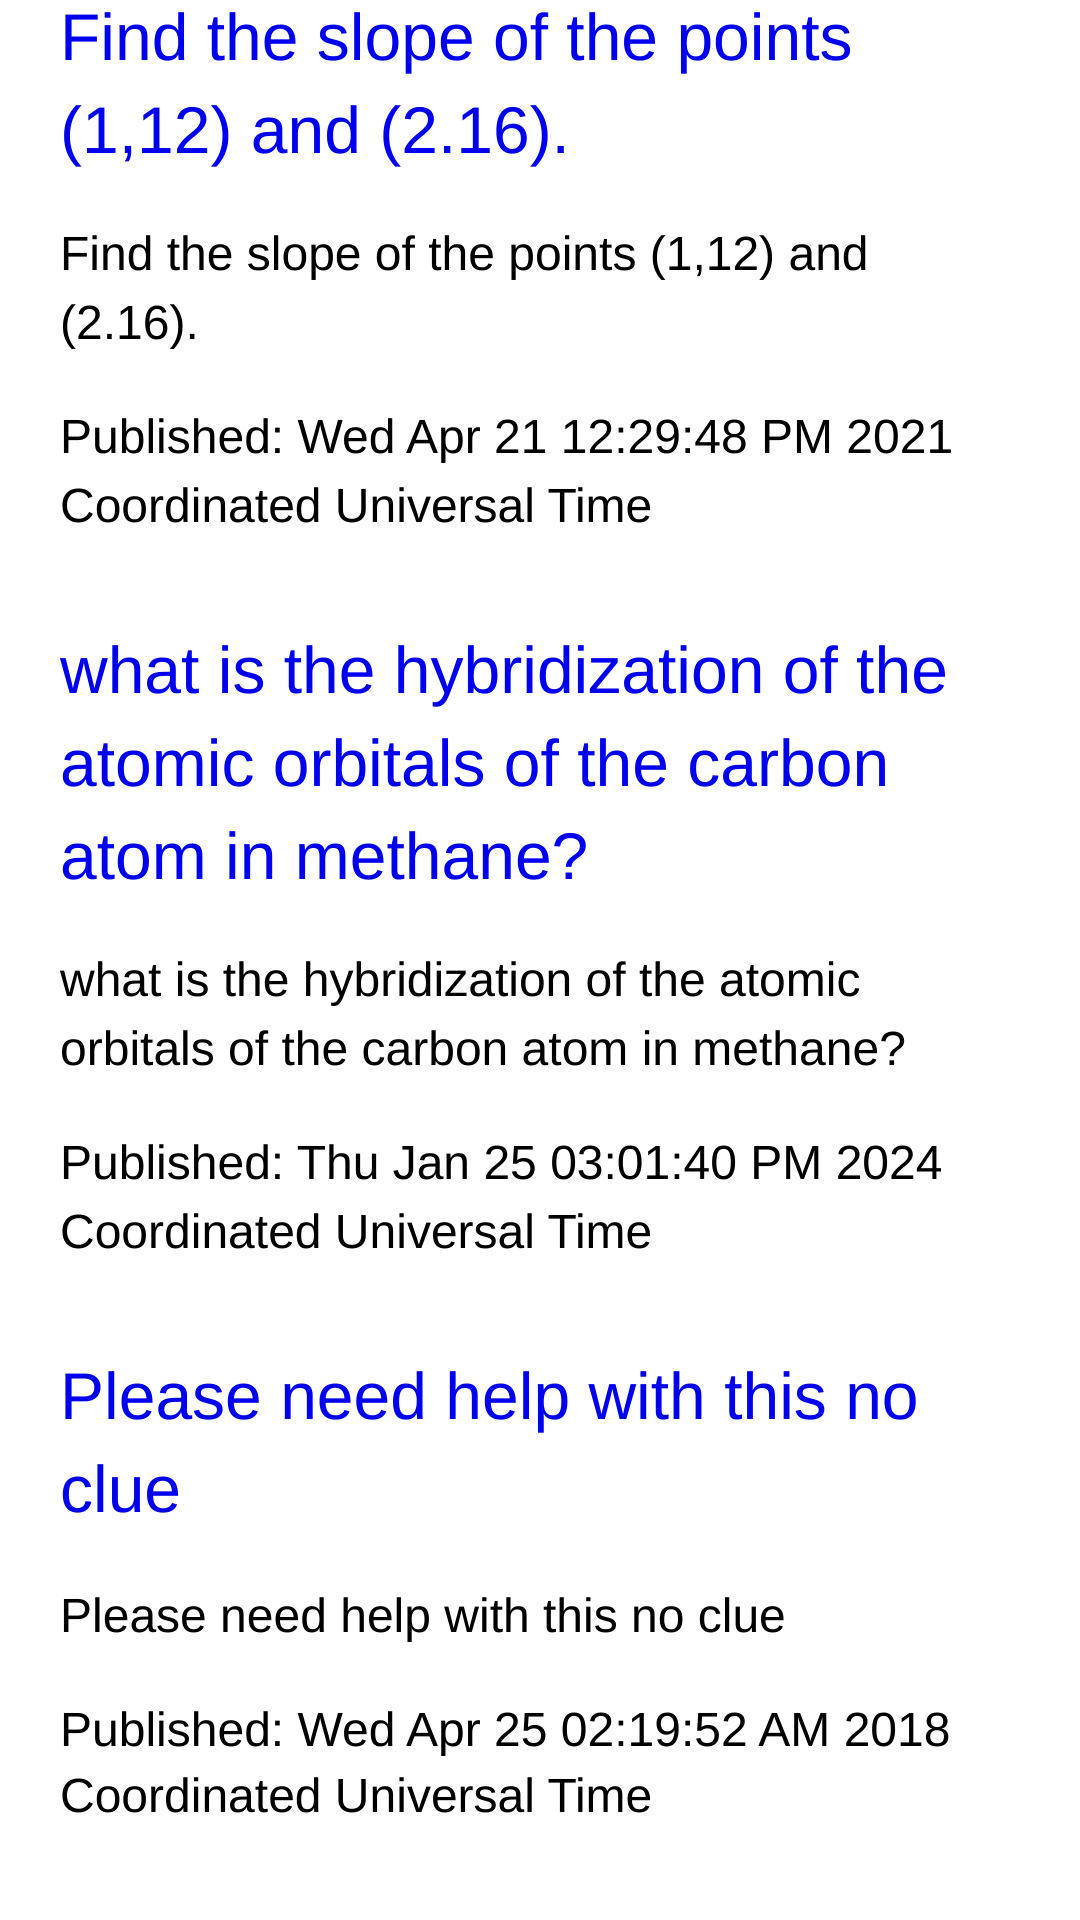 Find the slope of the points
(1,12) and (2.16).
Find the slope of the points (1,12) and
(2.16).
Published: Wed Apr 21 12:29:48 PM 2021
Coordinated Universal Time
what is the hybridization of the
atomic orbitals of the carbon
atom in methane?
what is the hybridization of the atomic
orbitals of the carbon atom in methane?
Published: Thu Jan 25 03:01:40 PM 2024
Coordinated Universal Time
Please need help with this no
clue
Please need help with this no clue
Published: Wed Apr 25 02:19:52 AM 2018
Coordinated Universal Time